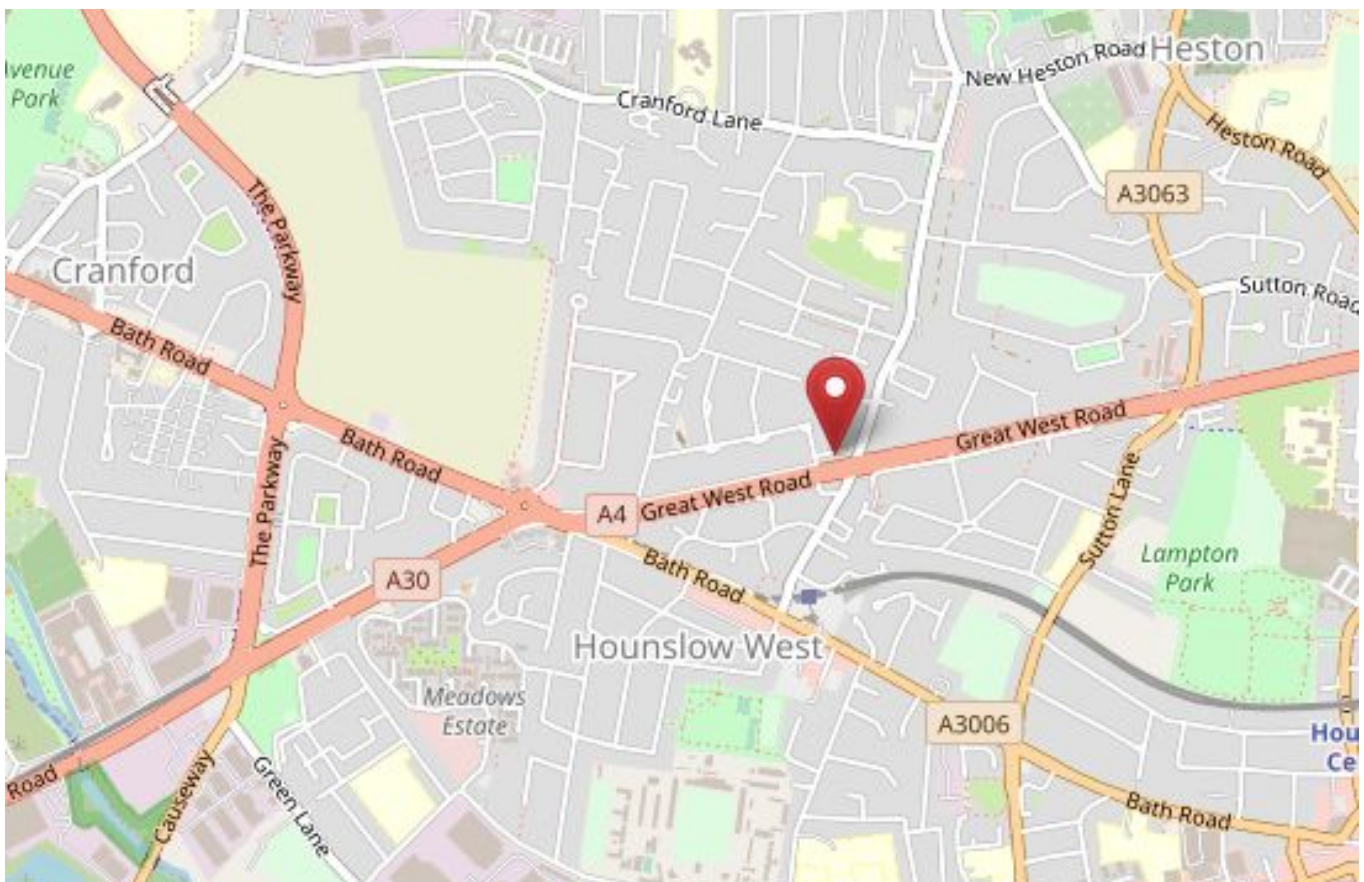 Avenue
Park
New Heston Road
Heston
Cranford Lane
Heston Road
A3063
The Parkway
Cranford
Sutton Road
Bath Road
Great West Road
Bath Road
The Parkway
A4
Great West Road
Sutton Lane
Lampton
Park
A30
Bath Road
Hounslow West
Meadows
Estate
A3006
Hou
Ce
Road
Causeway
Green Lane
Bath Road